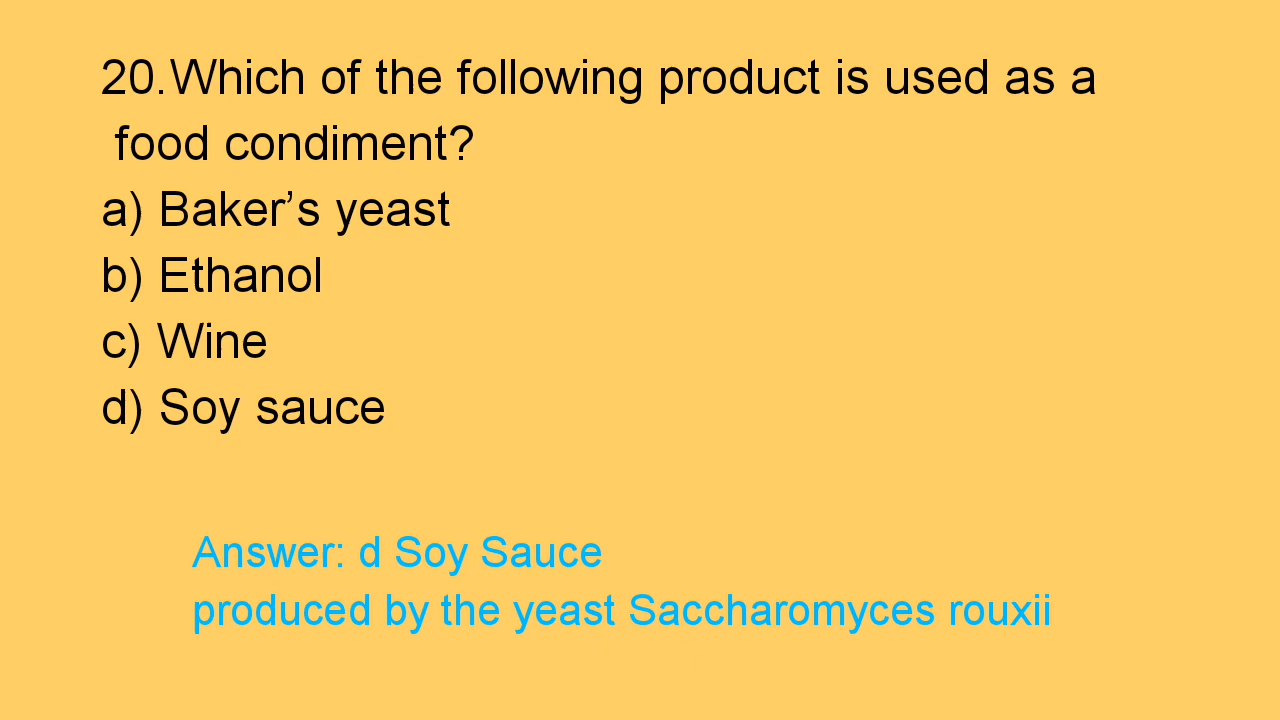 20.Which of the following product is used as a
food condiment?
a) Baker’s yeast
b) Ethanol
c) Wine
d) Soy sauce
Answer: d Soy Sauce
produced by the yeast Saccharomyces rouxii